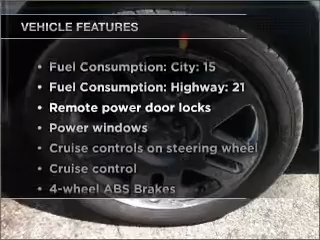 VEHICLE FEATURES
• Fuel Consumption: City: 15
• Fuel Consumption: Highway: 21
• Remote power door locks
• Power windows
• Cruise controls on steering wheel
• Cruise control
• 4-wheel ABS Brakes